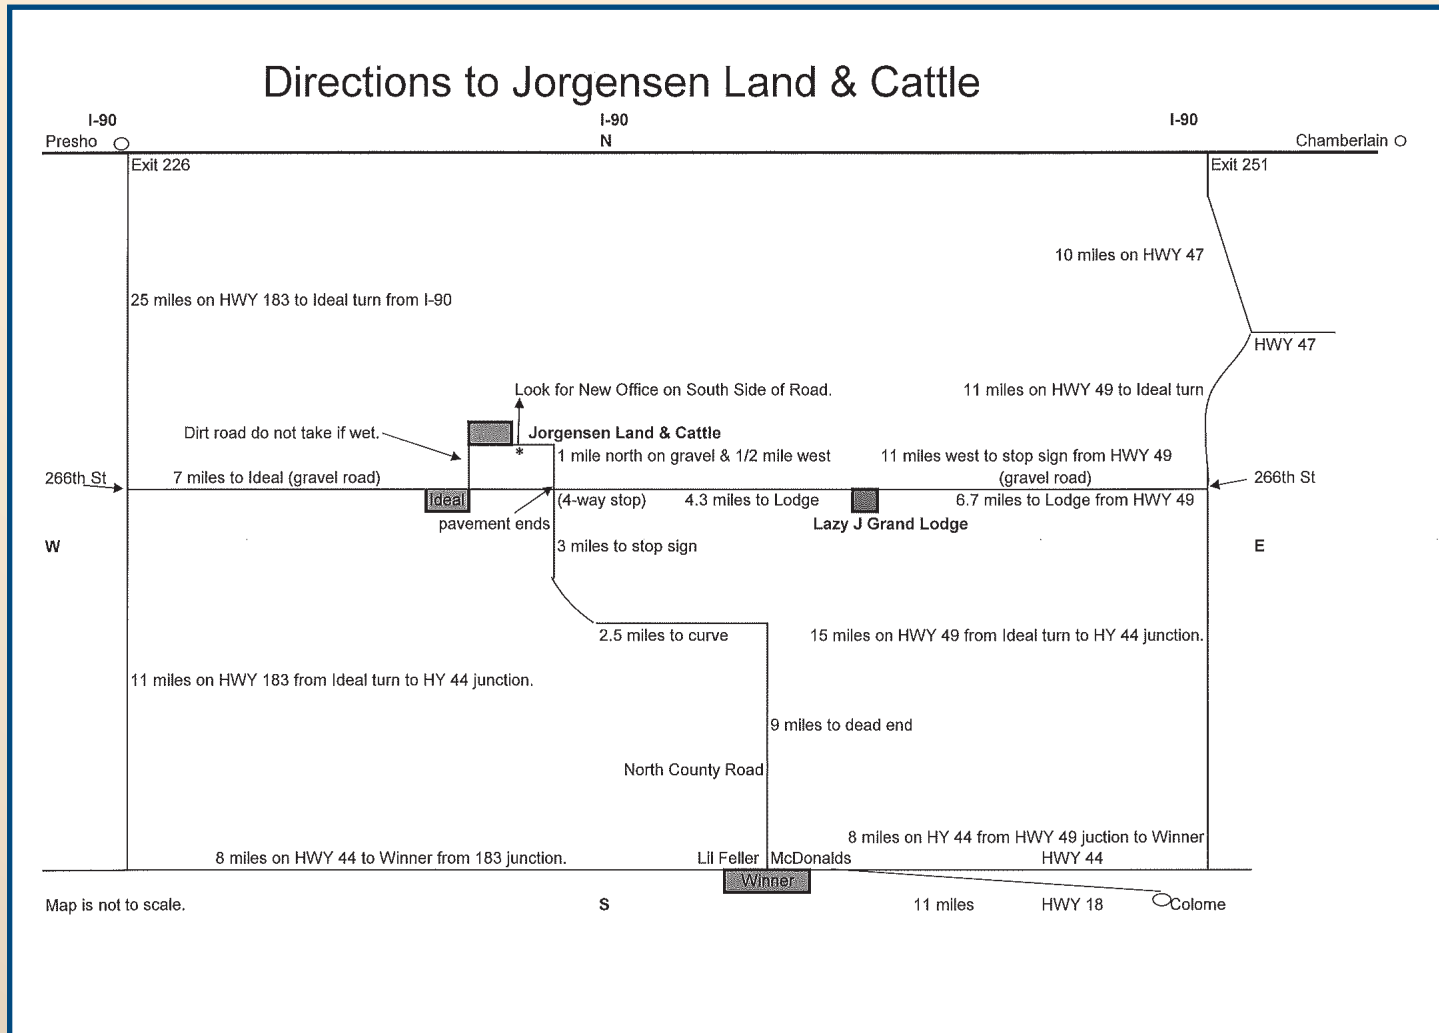 Directions to Jorgensen Land & Cattle
I-90 I-90 I-90
Presho N Chamberlain
Exit 226 Exit 251
10 miles on HWY 47
25 miles on HWY 183 to Ideal turn from I-90
HWY 47
Look for New Office on South Side of Road. 11 miles on HWY 49 to Ideal turn
Dirt road do not take if wet. Jorgensen Land & Cattle
*
1 mile north on gravel & 1/2 mile west 11 miles west to stop sign from HWY 49
266th St 7 miles to Ideal (gravel road) (gravel road) 266th St
Ideal (4-way stop) 4.3 miles to Lodge 6.7 miles to Lodge from HWY 49
pavement ends Lazy J Grand Lodge
W 3 miles to stop sign E
2.5 miles to curve 15 miles on HWY 49 from Ideal turn to HY 44 junction.
11 miles on HWY 183 from Ideal turn to HY 44 junction.
9 miles to dead end
North County Road
8 miles on HY 44 from HWY 49 juction to Winner
8 miles on HWY 44 to Winner from 183 junction. Lil Feller McDonalds HWY 44
Winner
Map is not to scale. S 11 miles HWY 18 Colome